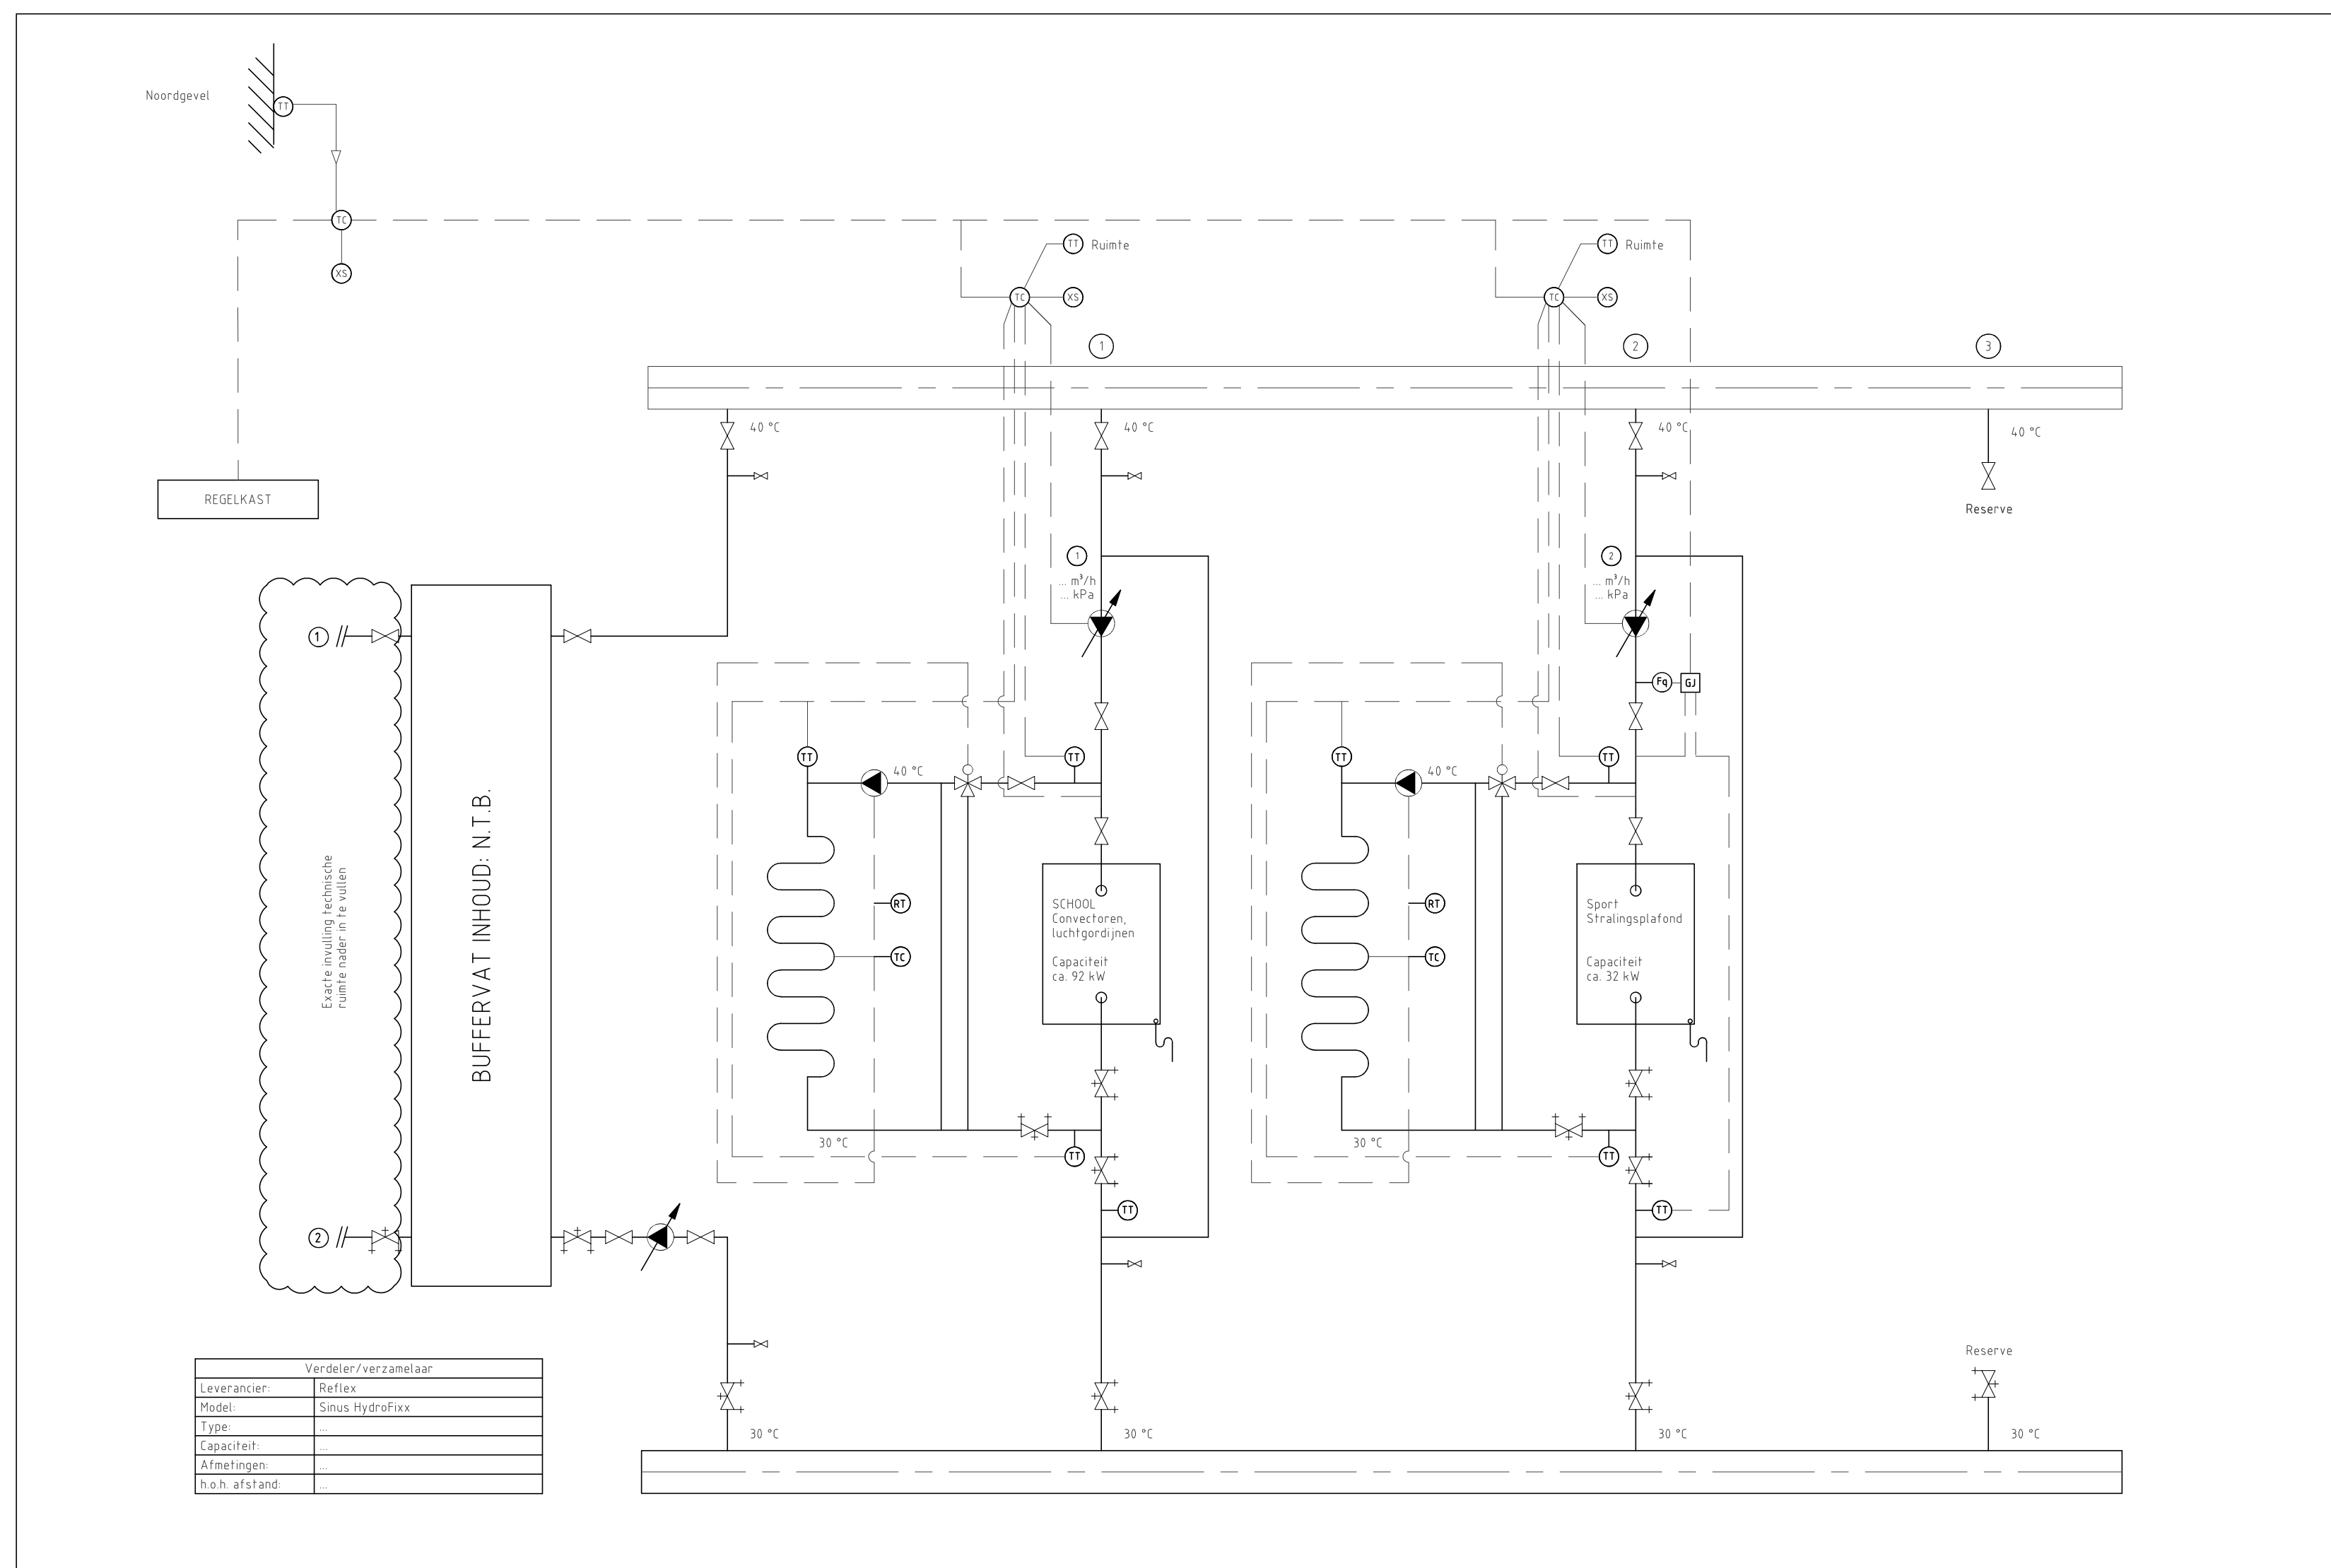 Noordgevel
TT
TC
XS
TT
Ruimte
TC
XS
TT
Ruimte
TC
XS
1
2
3
40 °C
40 °C
40 °C
40 °C
REGELKAST
Reserve
1
... m³/h
... kPa
2
... m³/h
... kPa
1
Fq
GJ
TT
40 °C
TT
TT
40 °C
TT
BUFFERVAT INHOUD: N.T.B.
Exacte invulling technische
ruimte nader in te vullen
RT
TC
SCHOOL
Convectoren,
luchtgordijnen
Capaciteit
ca. 92 kW
RT
TC
Sport
Stralingsplafond
Capaciteit
ca. 32 kW
30 °C
TT
30 °C
TT
TT
TT
2
Reserve
Verdeler/verzamelaar
Leverancier: Reflex
Model: Sinus HydroFixx
Type: ...
Capaciteit: ...
Afmetingen: ...
h.o.h. afstand: ...
30 °C
30 °C
30 °C
30 °C